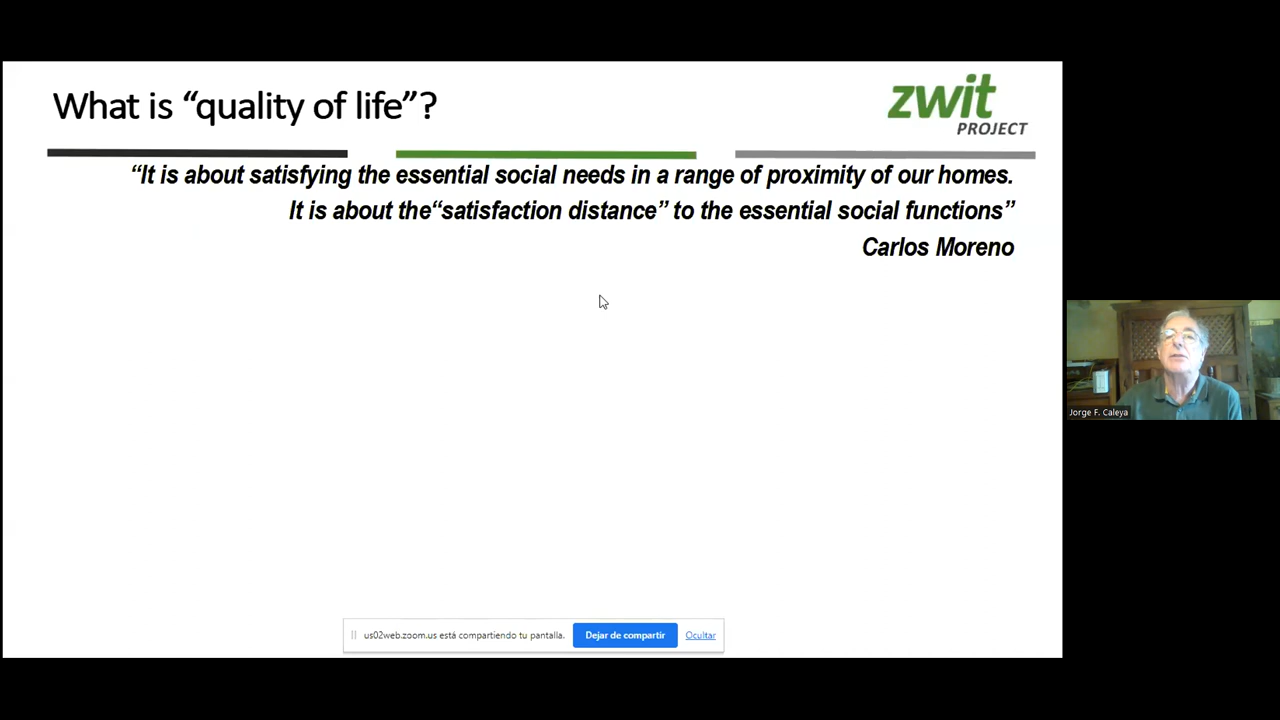 What is “quality of life”?
zwit
PROJECT
“It is about satisfying the essential social needs in a range of proximity of our homes.
It is about the“satisfaction distance” to the essential social functions”
Carlos Moreno
Jorge F. Caleya
us02web.zoom.us está compartiendo tu pantalla.
Dejar de compartir
Ocultar